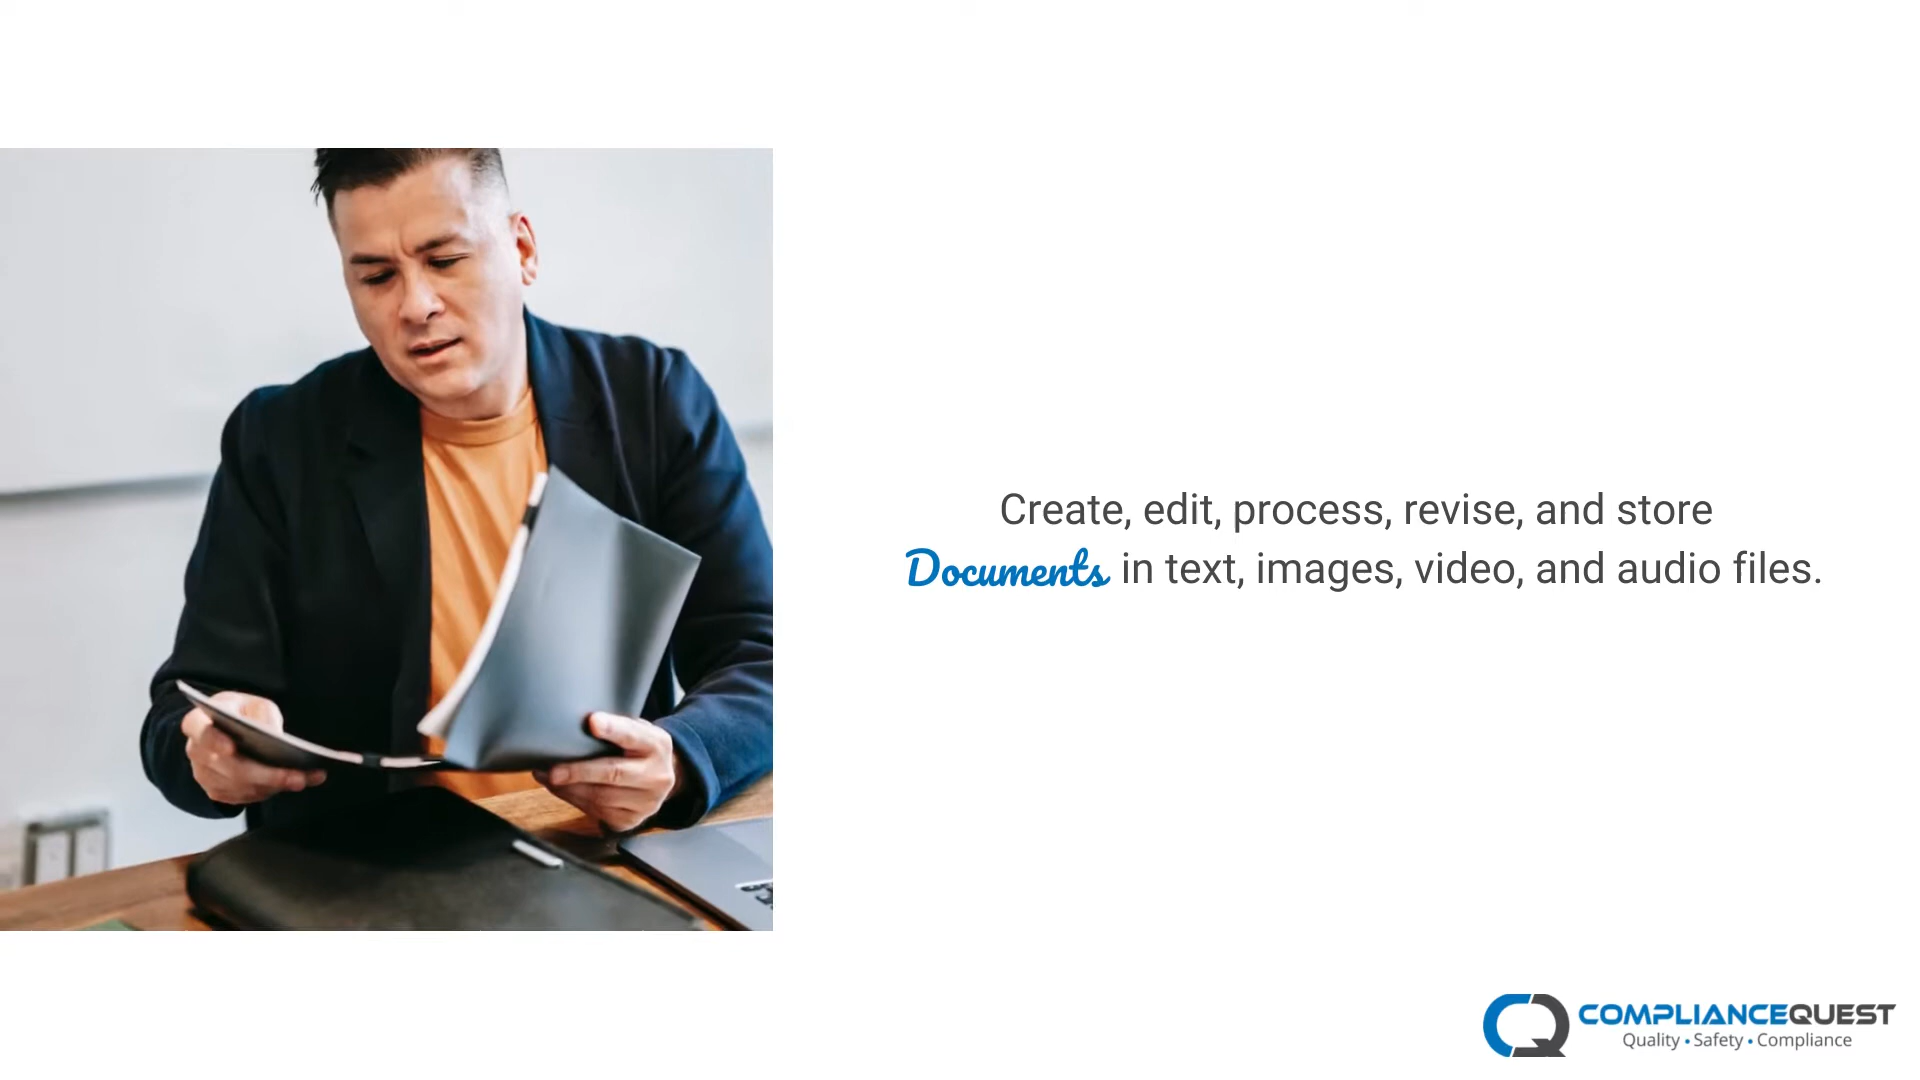 Create, edit, process, revise, and store
Documents in text, images, video, and audio files.
COMPLIANCEQUEST
Quality • Safety • Compliance